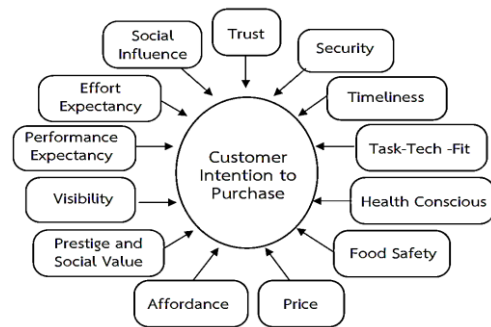 Trust
Social
Influence
Security
Effort
Expectancy
Timeliness
Performance
Expectancy
Customer
Intention to
Purchase
Task-Tech -Fit
Visibility
Health Conscious
Prestige and
Social Value
Food Safety
Affordance
Price